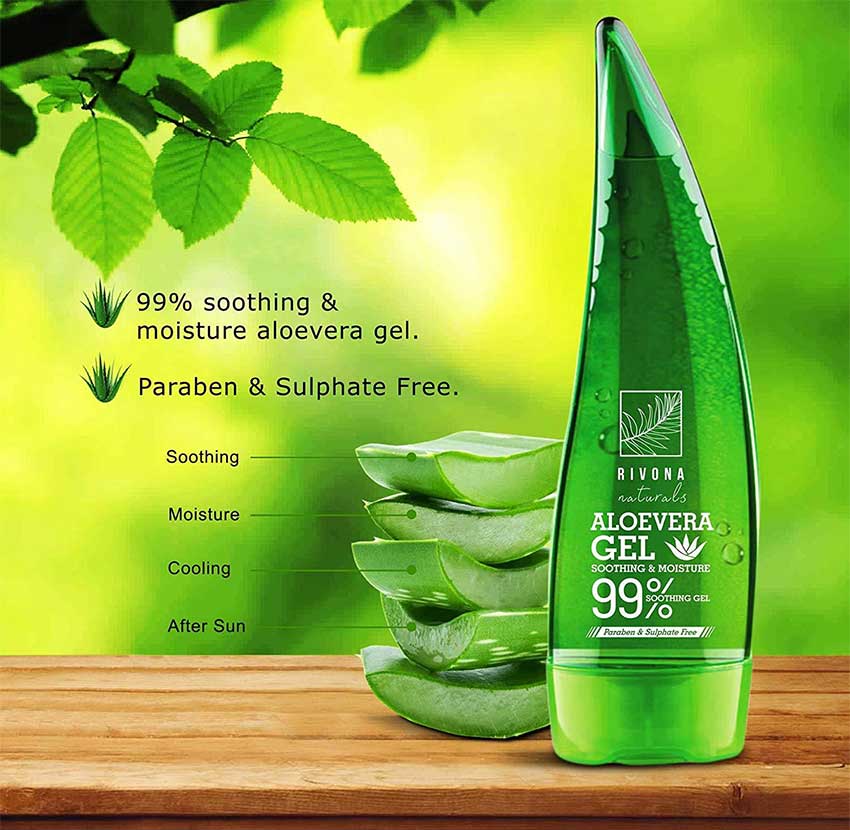 99% soothing &
moisture aloevera gel.
Paraben & Sulphate Free.
Soothing
Moisture
Cooling
After Sun
RIVONA
naturals
ALOEVERA
GEL
SOOTHING & MOISTURE
99% SOOTHING GEL
Paraben & Sulphate Free